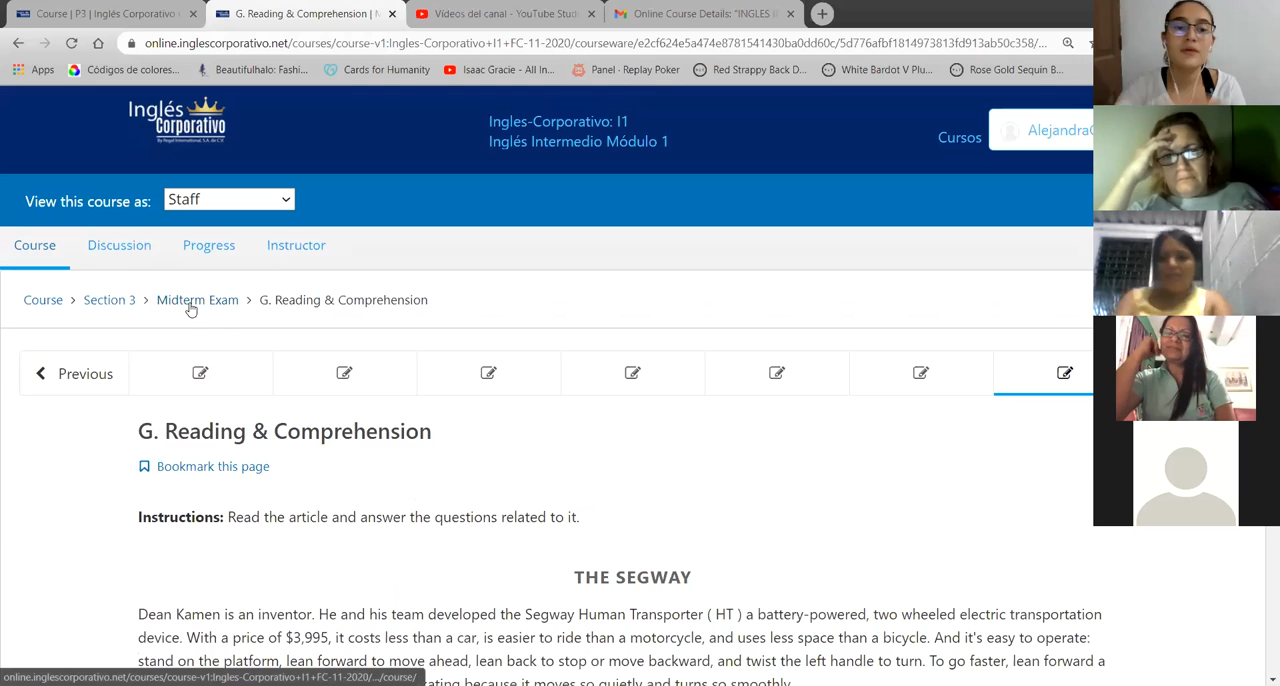 Course | P3 | Inglés Corporativo
G. Reading & Comprehension |
Vídeos del canal - YouTube Stud
Online Course Details: "INGLES I
online.inglescorporativo.net/courses/course-v1:Ingles-Corporativo+I1+FC-11-2020/courseware/e2cf624e5a474e8781541430ba0dd60c/5d776afbf1814973813fd913ab50c358/...
Apps
Códigos de colores...
Beautifulhalo: Fashi...
Cards for Humanity
Isaac Gracie - All In...
Panel · Replay Poker
Red Strappy Back D...
White Bardot V Plu...
Rose Gold Sequin B...
Inglés
Corporativo
By Regal International, S.A. de C.V.
Ingles-Corporativo: I1
Inglés Intermedio Módulo 1
Cursos
Alejandra
View this course as:
Staff
Course
Discussion
Progress
Instructor
Course > Section 3 > Midterm Exam > G. Reading & Comprehension
Previous
G. Reading & Comprehension
Bookmark this page
Instructions: Read the article and answer the questions related to it.
THE SEGWAY
Dean Kamen is an inventor. He and his team developed the Segway Human Transporter ( HT ) a battery-powered, two wheeled electric transportation
device. With a price of $3,995, it costs less than a car, is easier to ride than a motorcycle, and uses less space than a bicycle. And it's easy to operate:
stand on the platform, lean forward to move ahead, lean back to stop or move backward, and twist the left handle to turn. To go faster, lean forward a
because it moves so quietly and turns so smoothly.
online.inglescorporativo.net/courses/course-v1:Ingles-Corporativo+I1+FC-11-2020/.../course/